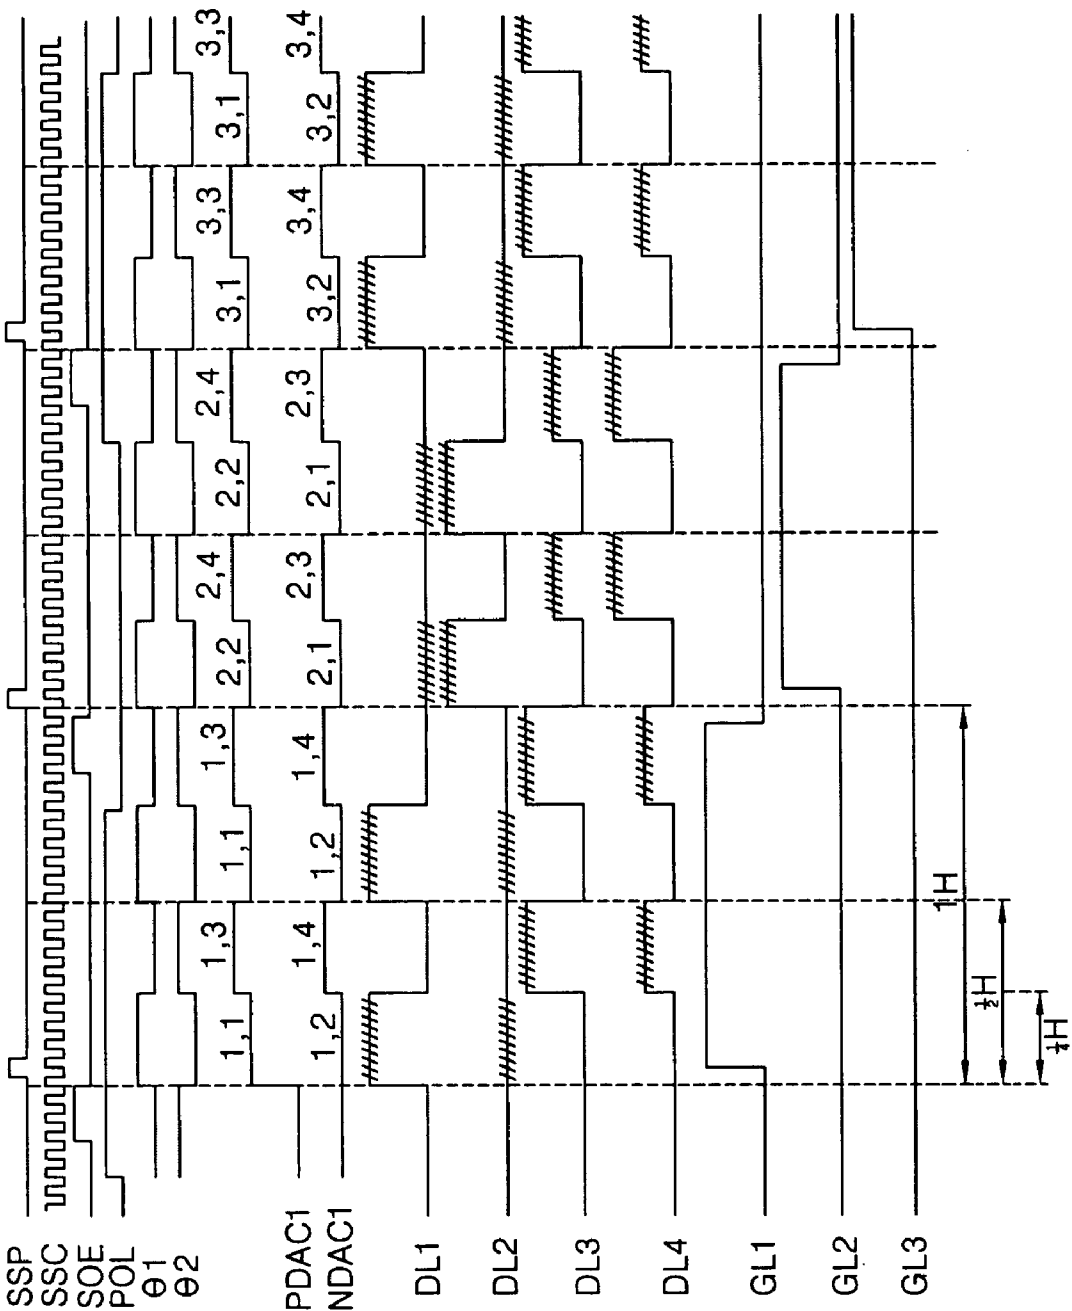 SSP
SSC
SOE
POL
Θ1
Θ2
PDAC1 1,1 1,3 1,1 1,3 2,2 2,4 2,2 2,4 3,1 3,3 3,1 3,3
NDAC1 1,2 1,4 1,2 1,4 2,1 2,3 2,1 2,3 3,2 3,4 3,2 3,4
DL1
DL2
DL3
DL4
GL1
GL2
GL3
1H
½H
¼H